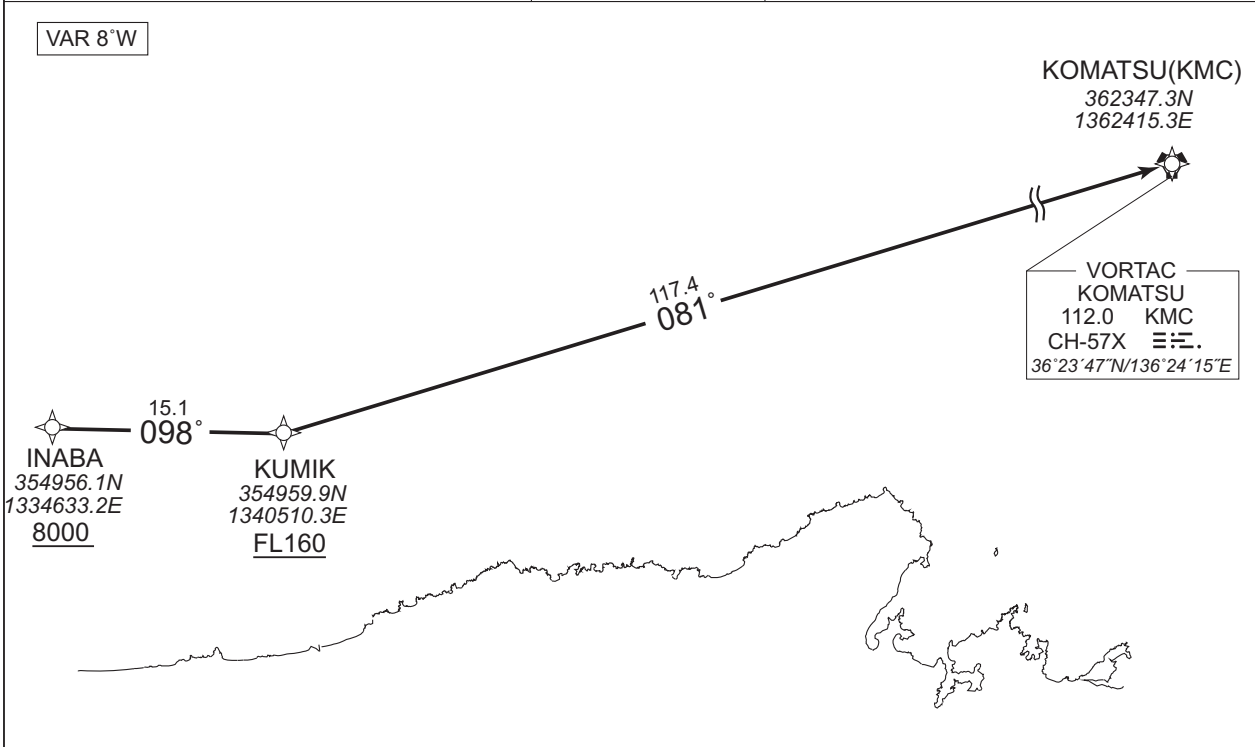 VAR 8°W
KOMATSU(KMC)
362347.3N
1362415.3E
117.4
081°
VORTAC
KOMATSU
112.0 KMC
CH-57X
36°23´47˝N/136°24´15˝E
15.1
098°
INABA
354956.1N
1334633.2E
8000
KUMIK
354959.9N
1340510.3E
FL160